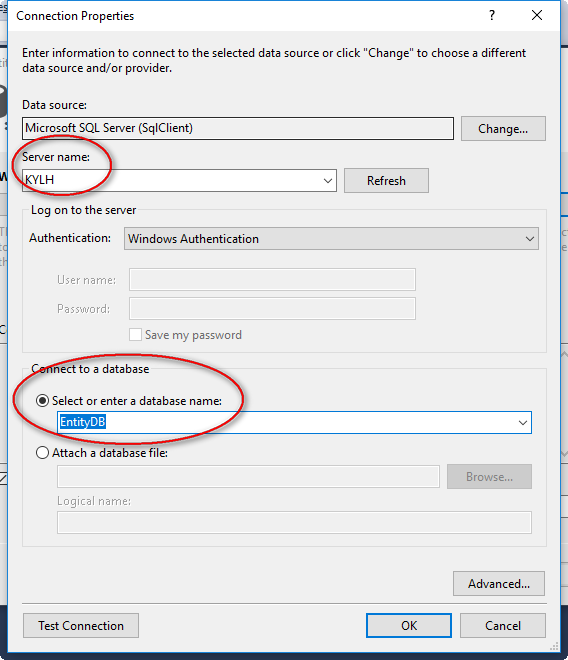 Connection Properties
Enter information to connect to the selected data source or click "Change" to choose a different
data source and/or provider.
Data source:
Microsoft SQL Server (SqlClient)
Change...
Server name:
KYLH
Refresh
Log on to the server
Authentication:
Windows Authentication
User name:
Password:
Save my password
Connect to a database
Select or enter a database name:
EntityDB
Attach a database file:
Browse...
Logical name:
Advanced...
Test Connection
OK
Cancel